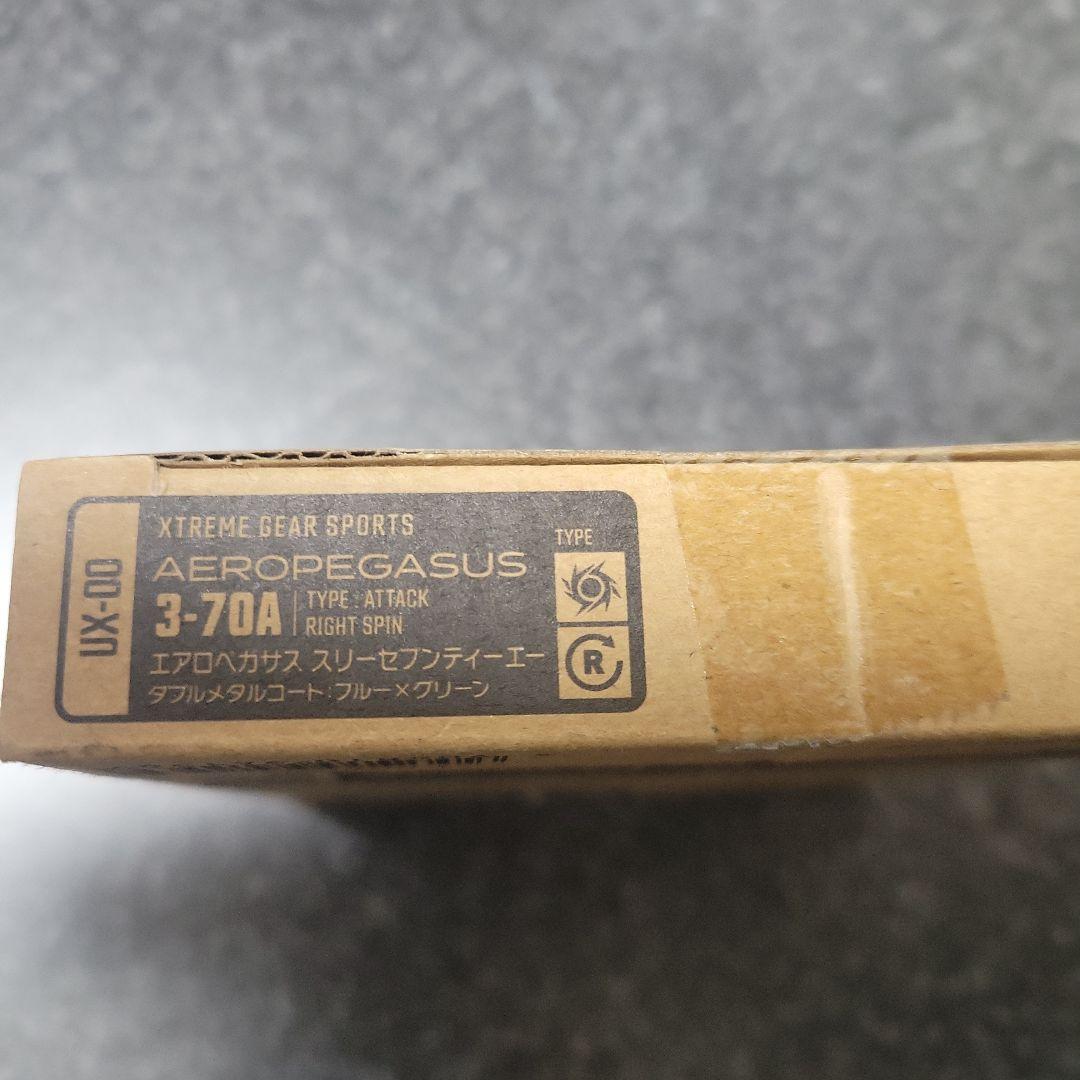 UX-00
XTREME GEAR SPORTS
AEROPEGASUS
3-70A
TYPE : ATTACK
RIGHT SPIN
エアロペガサス スリーセブンティーエー
ダブルメタルコート:ブルー×グリーン
TYPE
R